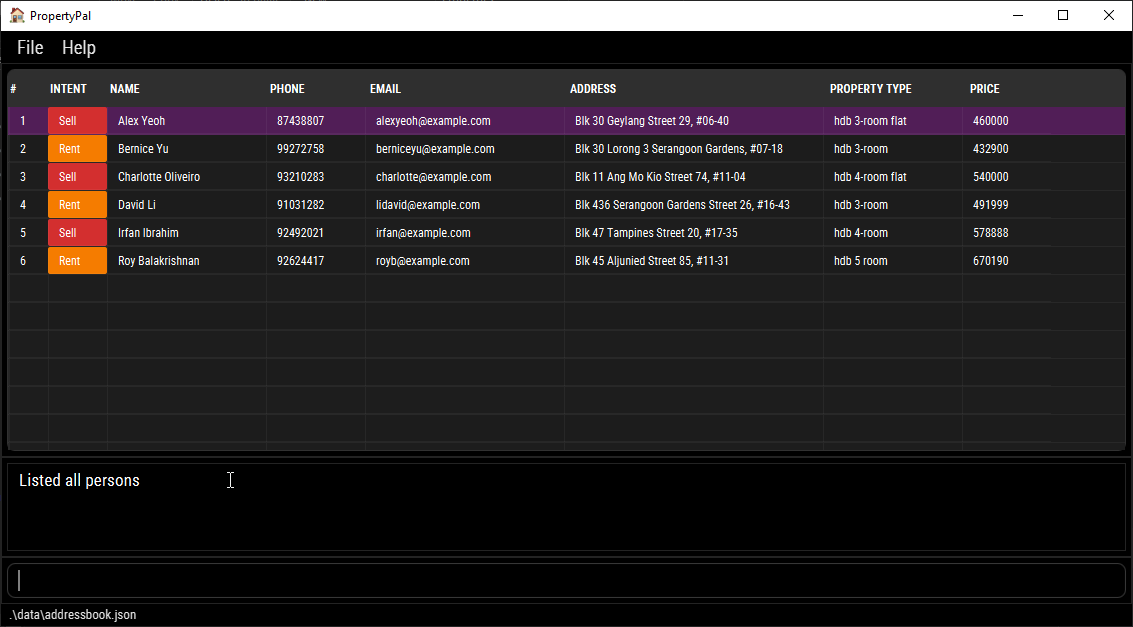 PropertyPal
File Help
# INTENT NAME PHONE EMAIL ADDRESS PROPERTY TYPE PRICE
1 Sell Alex Yeoh 87438807 alexyeoh@example.com Blk 30 Geylang Street 29, #06-40 hdb 3-room flat 460000
2 Rent Bernice Yu 99272758 berniceyu@example.com Blk 30 Lorong 3 Serangoon Gardens, #07-18 hdb 3-room 432900
3 Sell Charlotte Oliveiro 93210283 charlotte@example.com Blk 11 Ang Mo Kio Street 74, #11-04 hdb 4-room flat 540000
4 Rent David Li 91031282 lidavid@example.com Blk 436 Serangoon Gardens Street 26, #16-43 hdb 3-room 491999
5 Sell Irfan Ibrahim 92492021 irfan@example.com Blk 47 Tampines Street 20, #17-35 hdb 4-room 578888
6 Rent Roy Balakrishnan 92624417 royb@example.com Blk 45 Aljunied Street 85, #11-31 hdb 5 room 670190
Listed all persons
.\data\addressbook.json